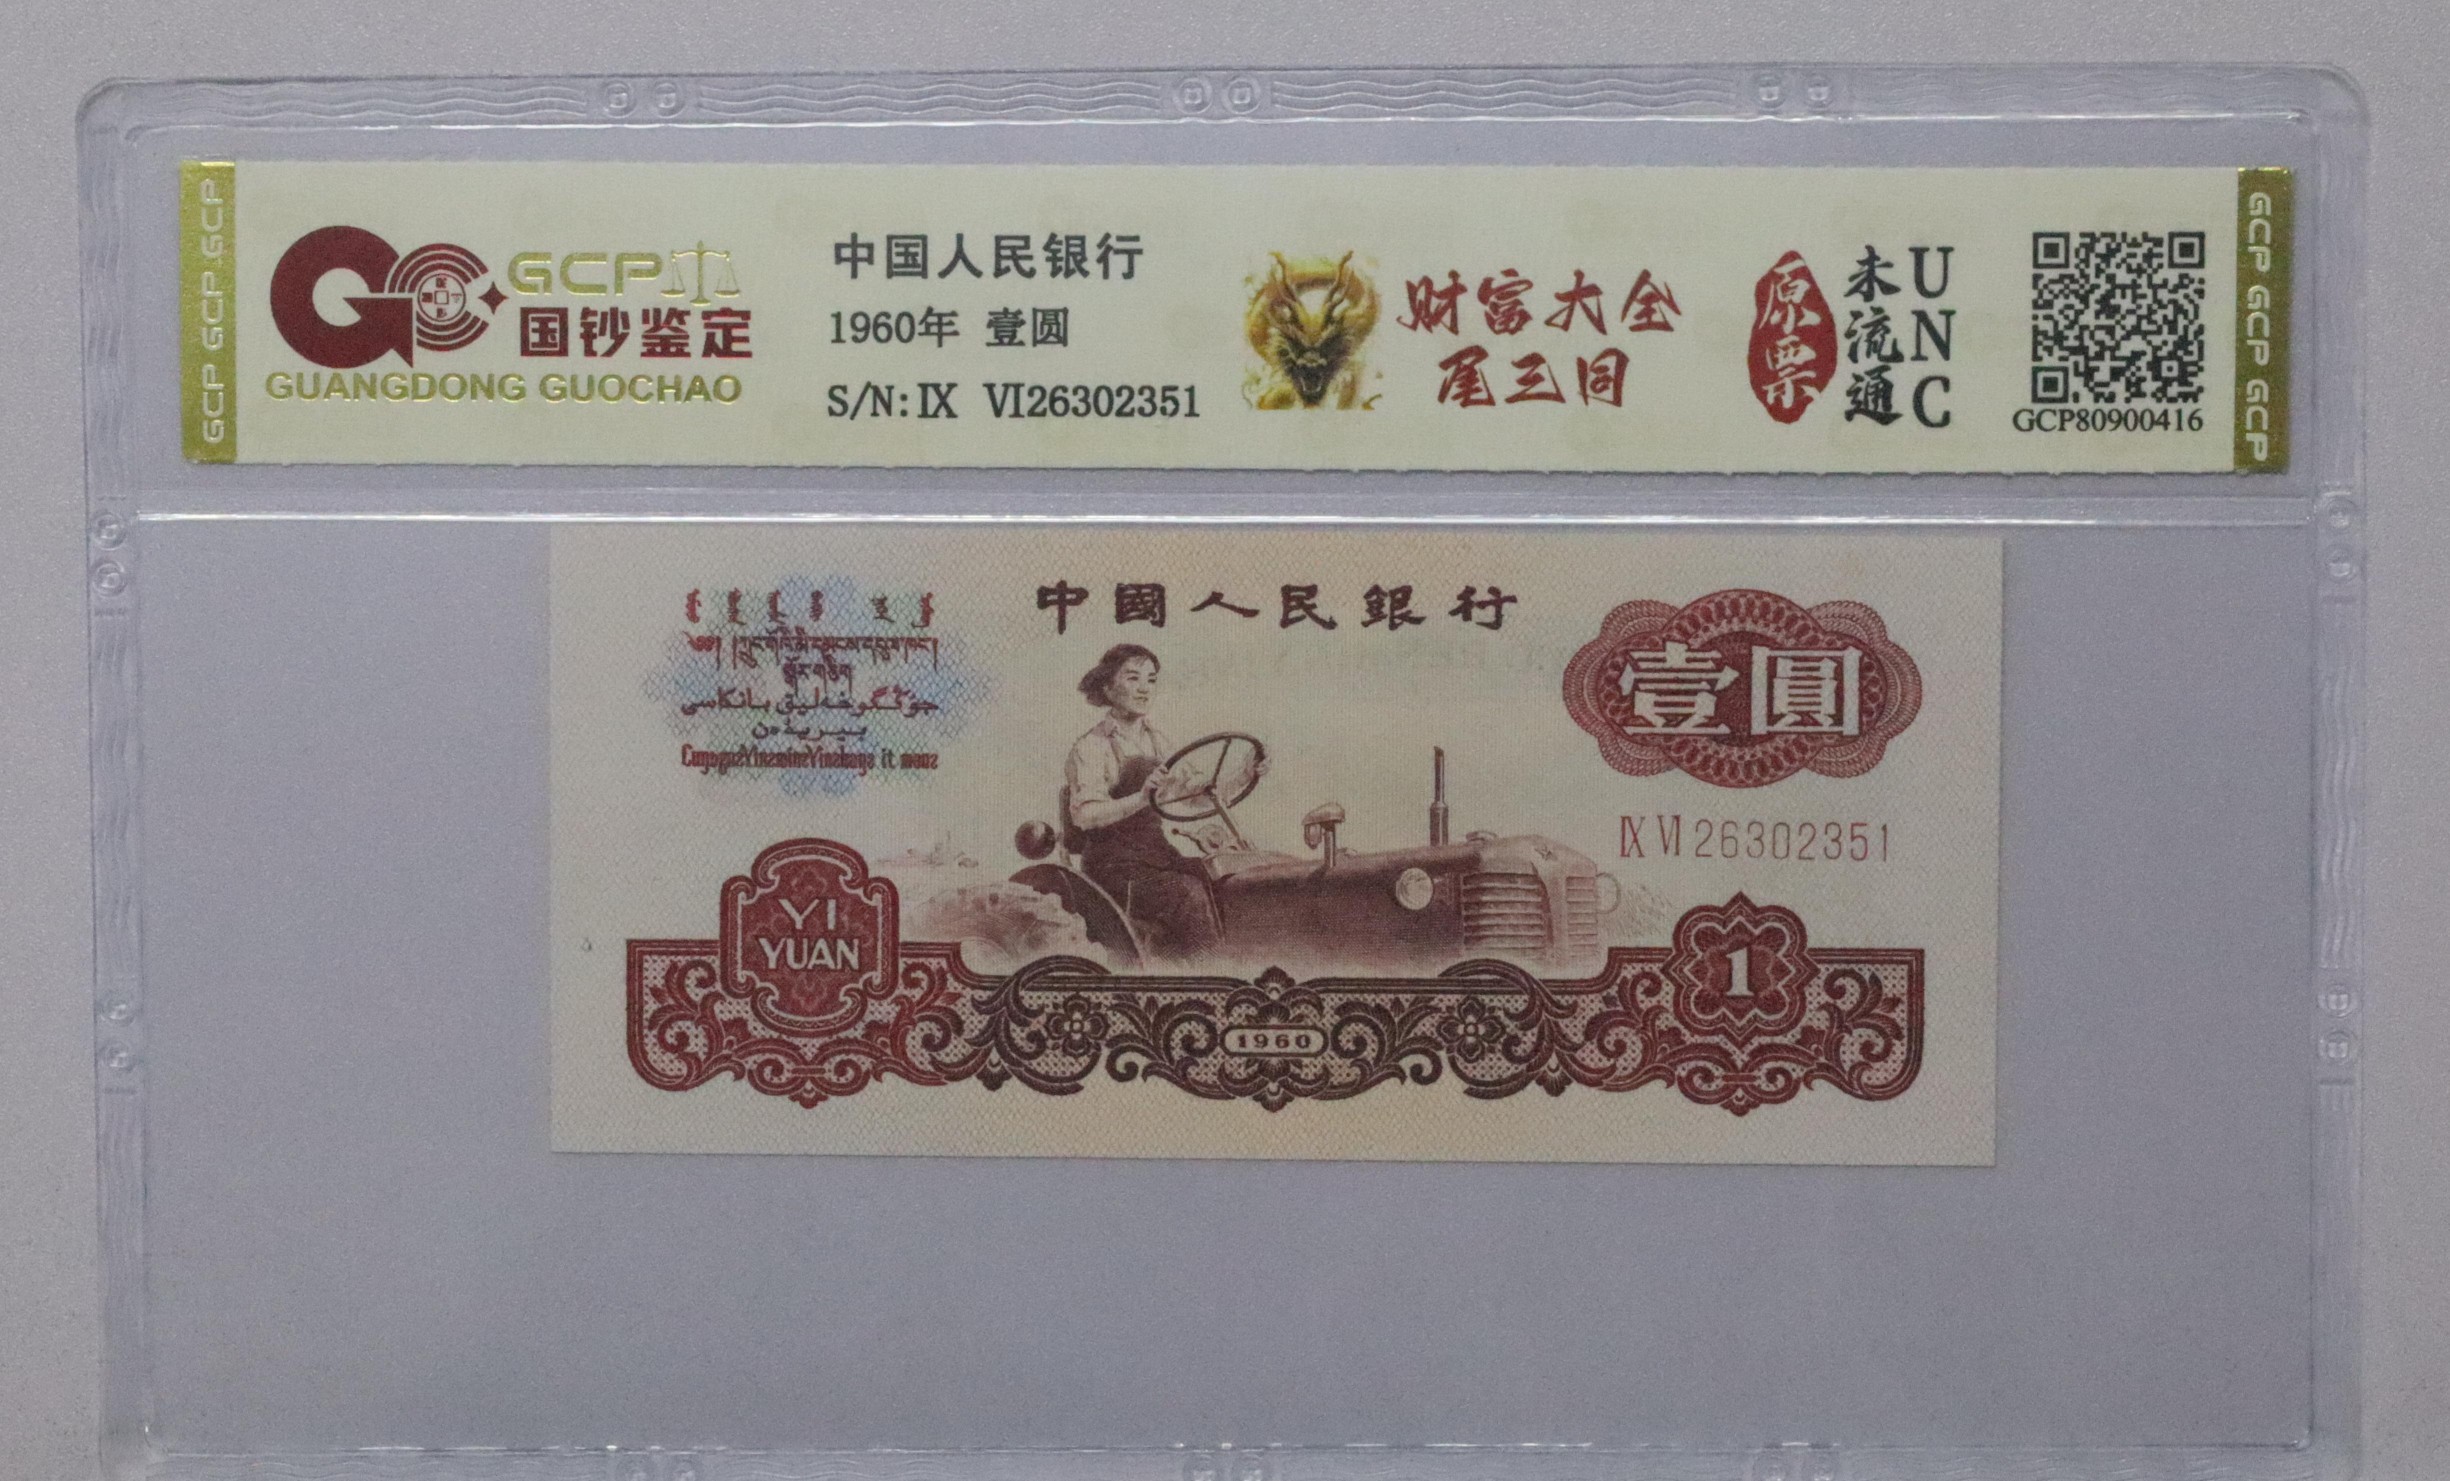 GCP GCP GCP
GCP
国钞鉴定
GUANGDONG GUOCHAO
中国人民银行
1960年 壹圆
S/N: Ⅸ Ⅵ26302351
财富大全
尾三同
原票
未流通
UNC
GCP80900416
GCP GCP GCP
中國人民銀行
壹圓
Ⅸ Ⅵ 26302351
YI
YUAN
1
1960